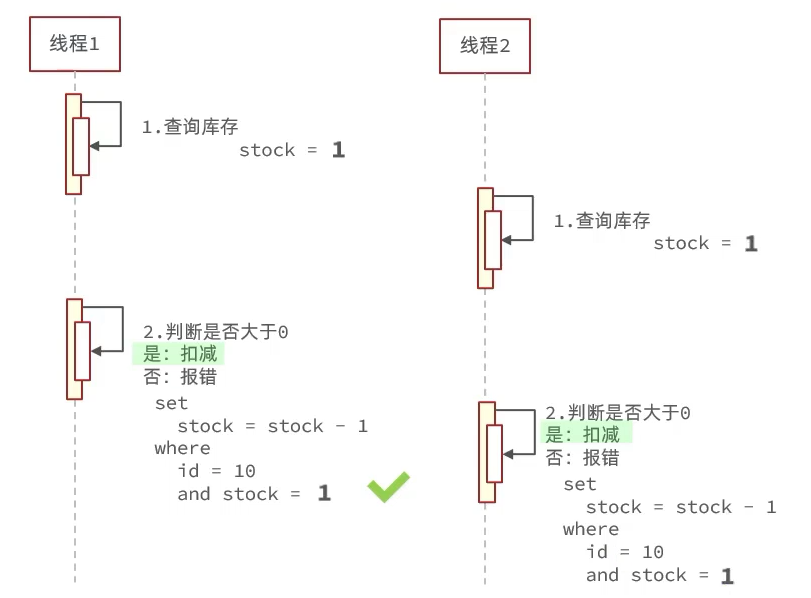 线程1
1.查询库存
stock = 1
2.判断是否大于0
是: 扣减
否: 报错
set
stock = stock - 1
where
id = 10
and stock = 1
线程2
1.查询库存
stock = 1
2.判断是否大于0
是: 扣减
否: 报错
set
stock = stock - 1
where
id = 10
and stock = 1